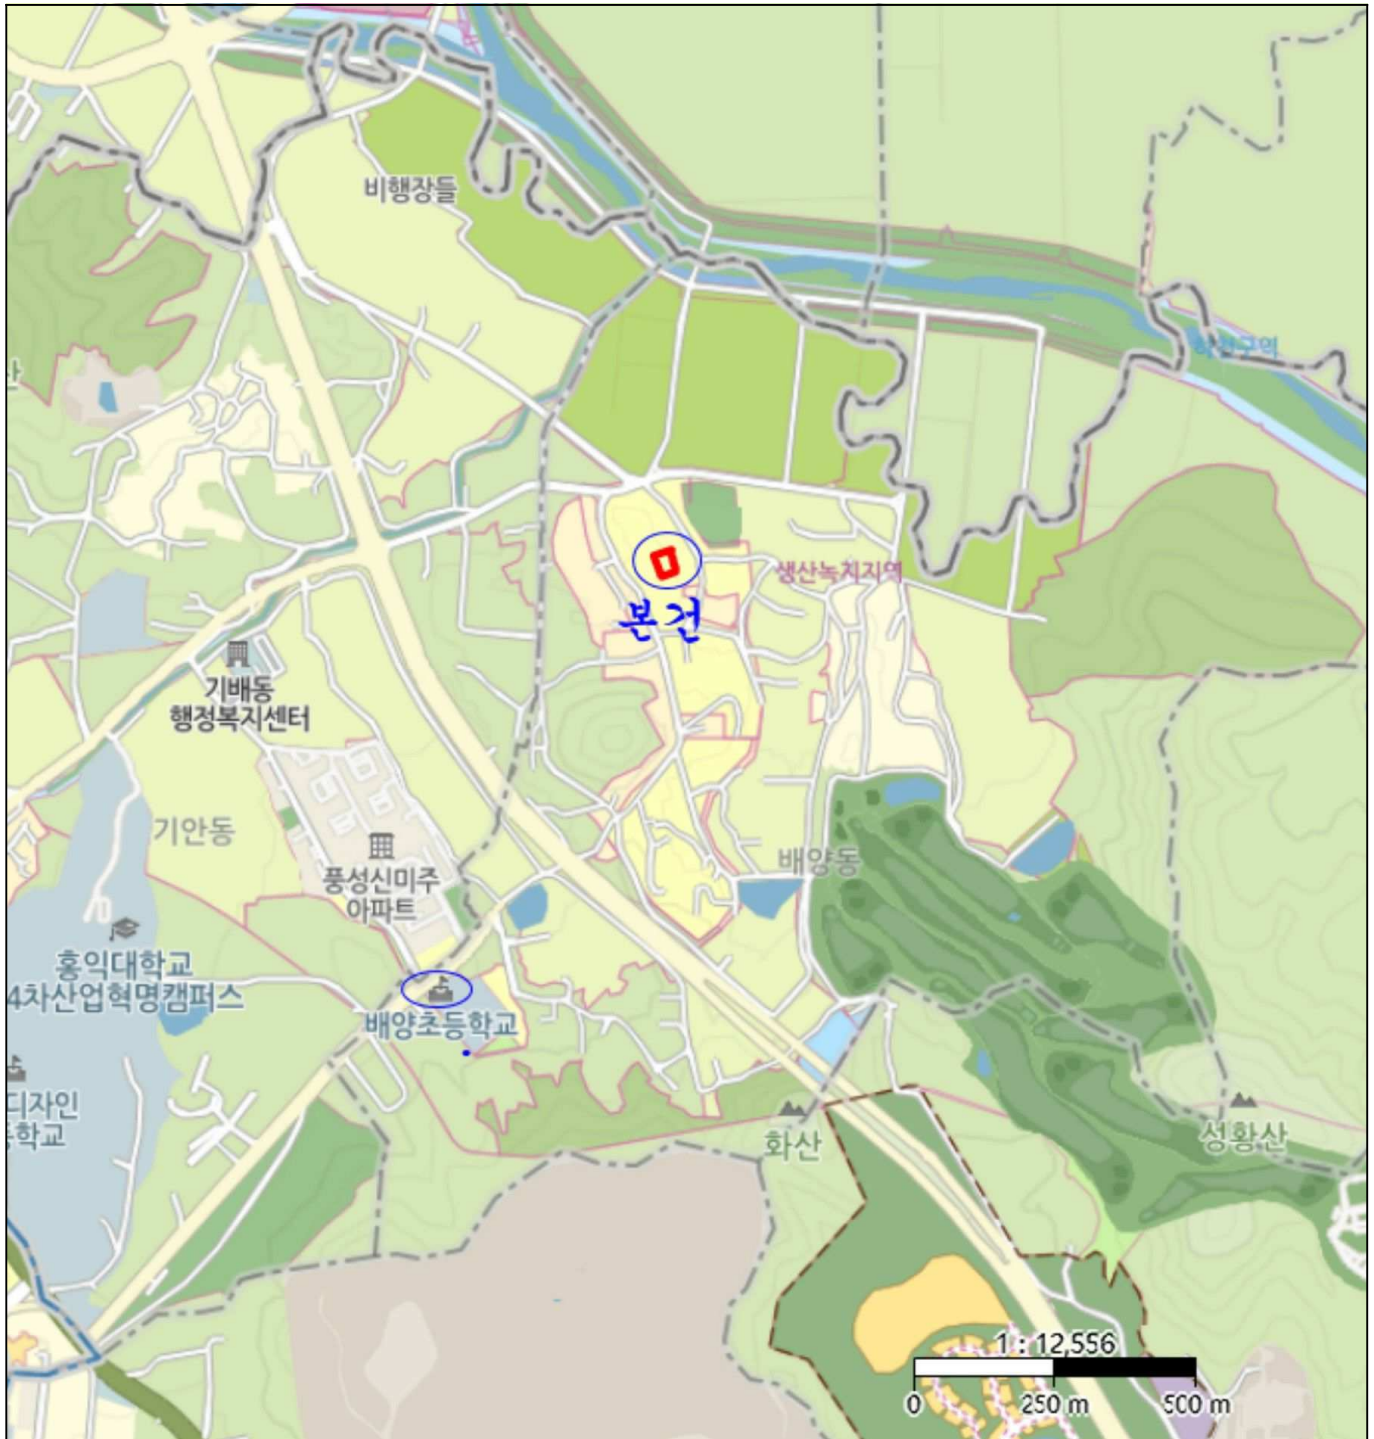 비행장들
하천구역
산
생산녹지지역
본건
기배동
행정복지센터
기안동
풍성신미주
아파트
배양동
홍익대학교
4차산업혁명캠퍼스
배양초등학교
디자인
등학교
화산
성황산
1 : 12,556
0 250 m 500 m